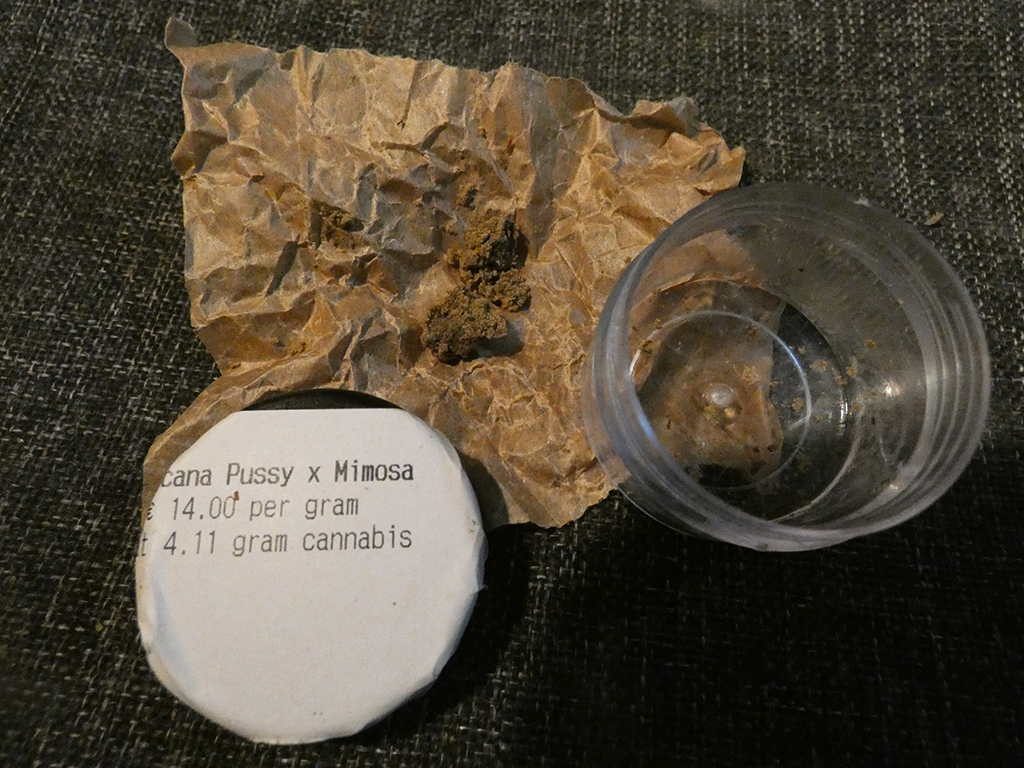 cana Pussy x Mimosa
€ 14.00 per gram
t 4.11 gram cannabis